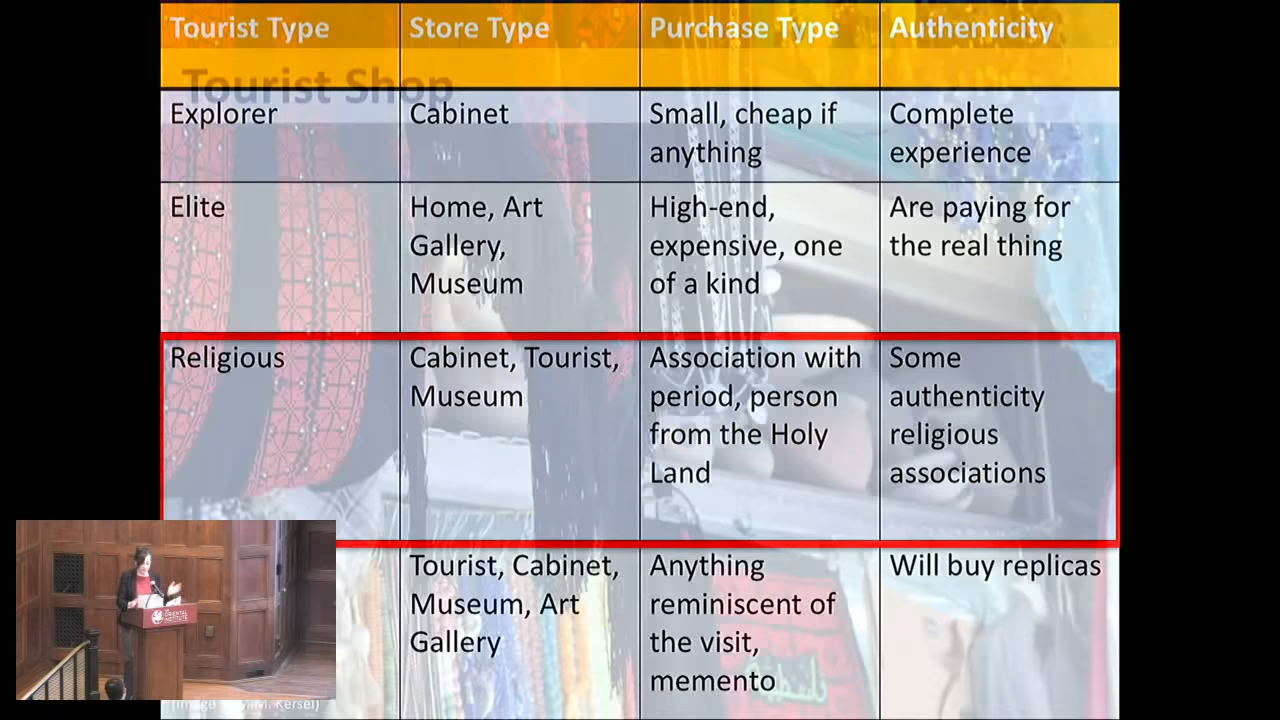 Tourist Type Store Type Purchase Type Authenticity
Tourist Shop
Explorer Cabinet Small, cheap if Complete
anything experience
Elite Home, Art High-end, Are paying for
Gallery, expensive, one the real thing
Museum of a kind
Religious Cabinet, Tourist, Association with Some
Museum period, person authenticity
from the Holy religious
Land associations
Tourist, Cabinet, Anything Will buy replicas
Museum, Art reminiscent of
Gallery the visit,
memento
ORIENTAL
INSTITUTE
Kersel)